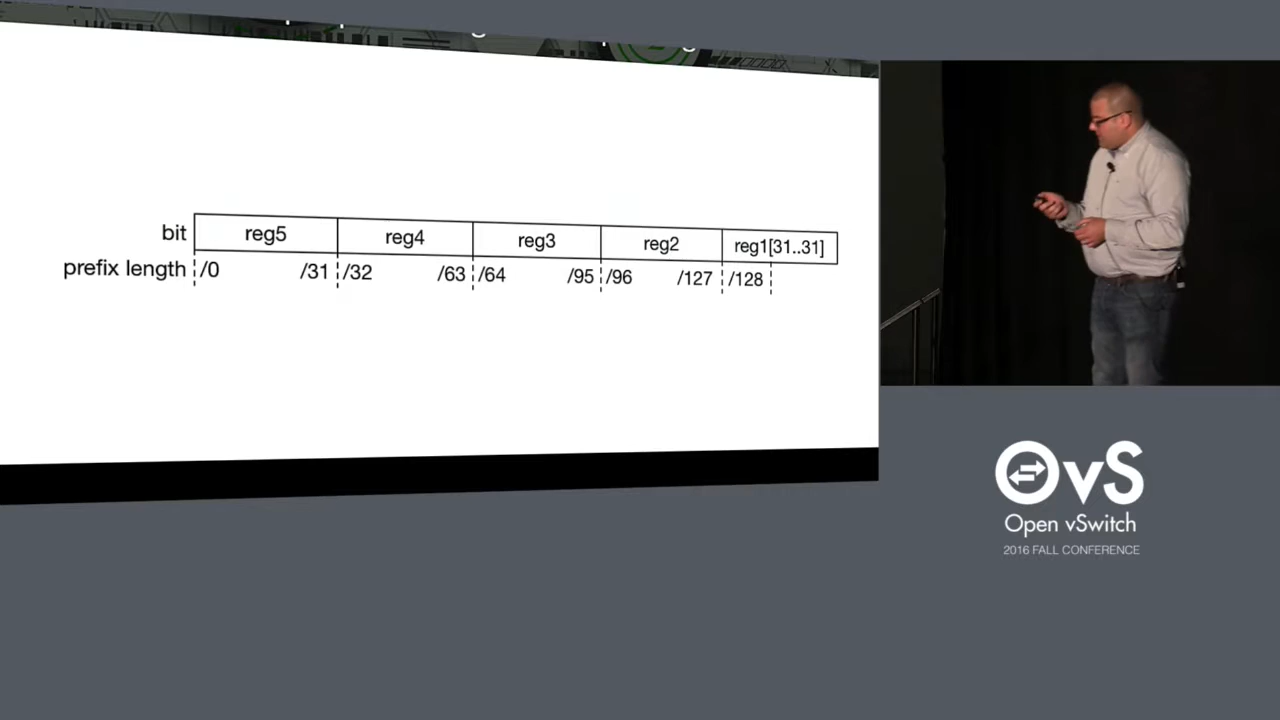 bit reg5 reg4 reg3 reg2 reg1[31..31]
prefix length /0 /31 /32 /63 /64 /95 /96 /127 /128
OvS
Open vSwitch
2016 FALL CONFERENCE